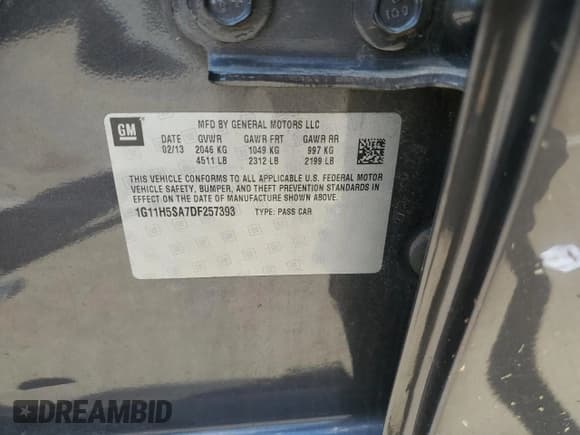 10.9
GM
MFD BY GENERAL MOTORS LLC
DATE GVWR GAWR FRT GAWR RR
02/13 2046 KG 1049 KG 997 KG
4511 LB 2312 LB 2199 LB
THIS VEHICLE CONFORMS TO ALL APPLICABLE U.S. FEDERAL MOTOR
VEHICLE SAFETY, BUMPER, AND THEFT PREVENTION STANDARDS IN
EFFECT ON THE DATE OF MANUFACTURE SHOWN ABOVE.
1G11H5SA7DF257393 TYPE: PASS CAR
DREAMBID